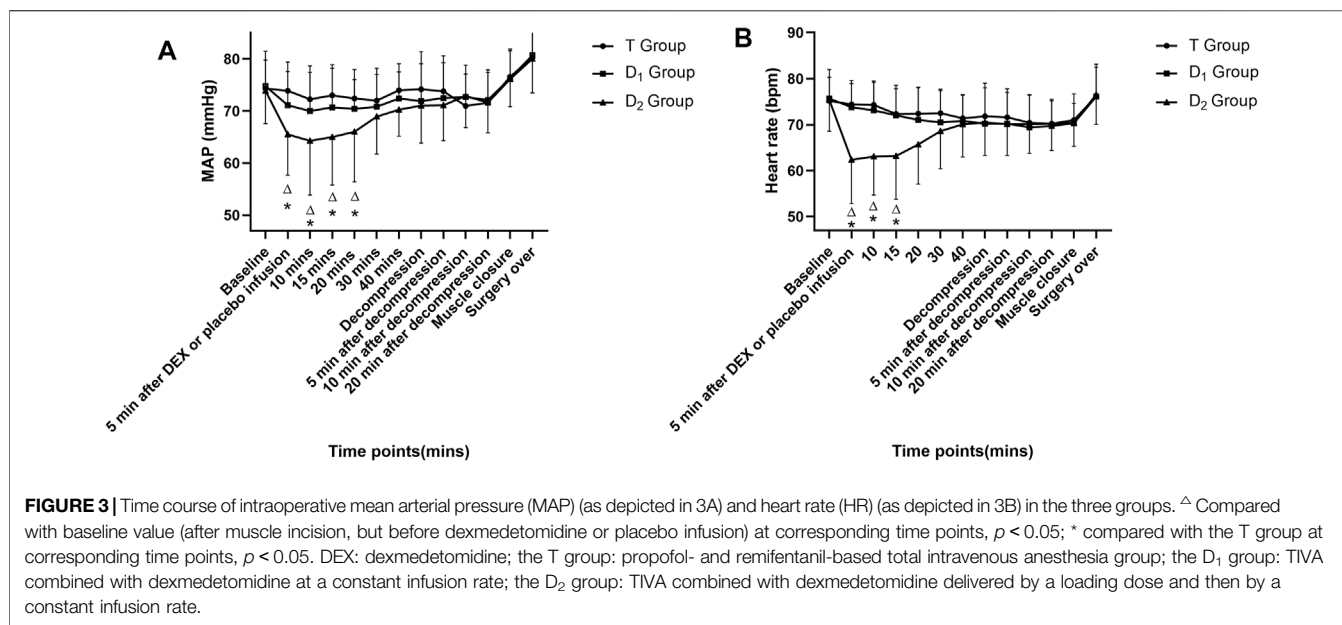 A
80
70
60
50
MAP (mmHg)
T Group
D1 Group
D2 Group
Δ
*
Δ
*
Δ
*
Δ
*
Baseline
5 min after DEX or placebo infusion
10 mins
15 mins
20 mins
30 mins
40 mins
Decompression
5 min after decompression
10 min after decompression
20 min after decompression
Muscle closure
Surgery over
Time points(mins)
B
90
80
70
60
50
Heart rate (bpm)
T Group
D1 Group
D2 Group
Δ
*
Δ
*
Δ
*
Baseline
5 min after DEX or placebo infusion
10
15
20
30
40
Decompression
5 min after decompression
10 min after decompression
20 min after decompression
Muscle closure
Surgery over
Time points(mins)
FIGURE 3 | Time course of intraoperative mean arterial pressure (MAP) (as depicted in 3A) and heart rate (HR) (as depicted in 3B) in the three groups. △ Compared
with baseline value (after muscle incision, but before dexmedetomidine or placebo infusion) at corresponding time points, p < 0.05; * compared with the T group at
corresponding time points, p < 0.05. DEX: dexmedetomidine; the T group: propofol- and remifentanil-based total intravenous anesthesia group; the D1 group: TIVA
combined with dexmedetomidine at a constant infusion rate; the D2 group: TIVA combined with dexmedetomidine delivered by a loading dose and then by a
constant infusion rate.